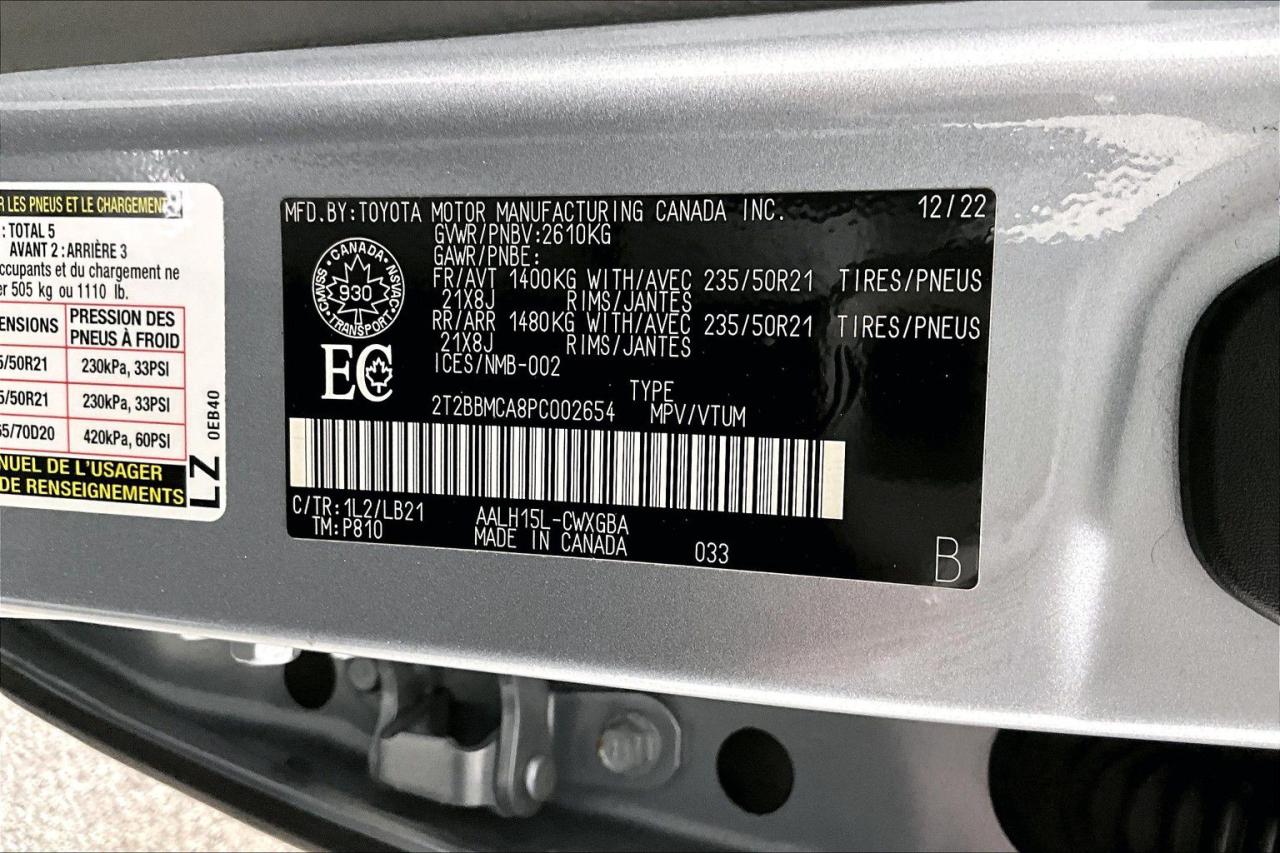 R LES PNEUS ET LE CHARGEMENT
: TOTAL 5
AVANT 2 : ARRIÈRE 3
occupants et du chargement ne
er 505 kg ou 1110 lb.
ENSIONS PRESSION DES PNEUS À FROID
5/50R21 230kPa, 33PSI
5/50R21 230kPa, 33PSI
65/70D20 420kPa, 60PSI
NUEL DE L'USAGER
DE RENSEIGNEMENTS
0EB40
LZ
MFD.BY:TOYOTA MOTOR MANUFACTURING CANADA INC. 12/22
GVWR/PNBV:2610KG
GAWR/PNBE:
FR/AVT 1400KG WITH/AVEC 235/50R21 TIRES/PNEUS
21X8J RIMS/JANTES
RR/ARR 1480KG WITH/AVEC 235/50R21 TIRES/PNEUS
21X8J RIMS/JANTES
ICES/NMB-002
CANADA
CMVSS 930 NSVAC
TRANSPORT
EC
TYPE
2T2BBMCA8PC002654 MPV/VTUM
C/TR:1L2/LB21 AALH15L-CWXGBA
TM:P810 MADE IN CANADA 033
B